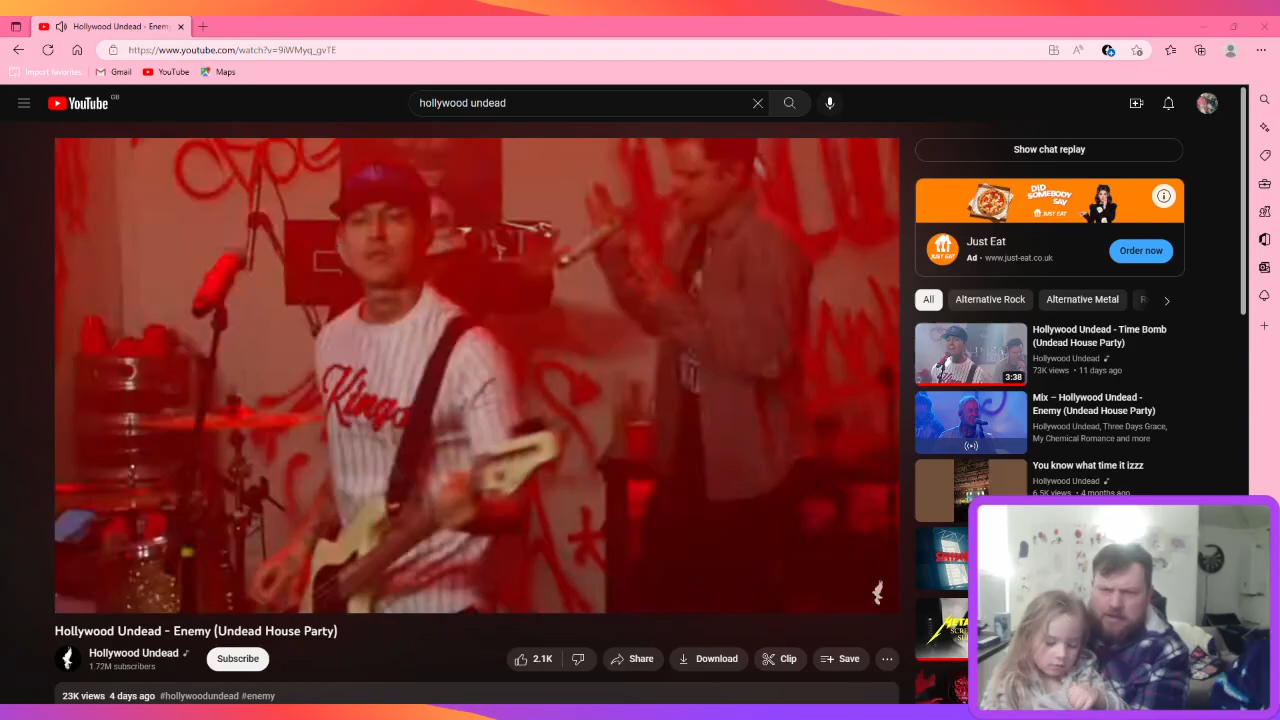 Hollywood Undead - Enemy
https://www.youtube.com/watch?v=9iWMyq_gvTE
Import favorites
Gmail
YouTube
Maps
YouTube GB
hollywood undead
Kings
Show chat replay
DID
SOMEBODY
SAY
JUST EAT
Just Eat
Ad • www.just-eat.co.uk
Order now
All
Alternative Rock
Alternative Metal
Hollywood Undead - Time Bomb
(Undead House Party)
Hollywood Undead
73K views • 11 days ago
3:38
Mix – Hollywood Undead -
Enemy (Undead House Party)
Hollywood Undead, Three Days Grace,
My Chemical Romance and more
You know what time it izzz
Hollywood Undead
6.5K views • 4 months ago
Hollywood Undead - Enemy (Undead House Party)
Hollywood Undead
1.72M subscribers
Subscribe
2.1K
Share
Download
Clip
Save
23K views 4 days ago #hollywoodundead #enemy